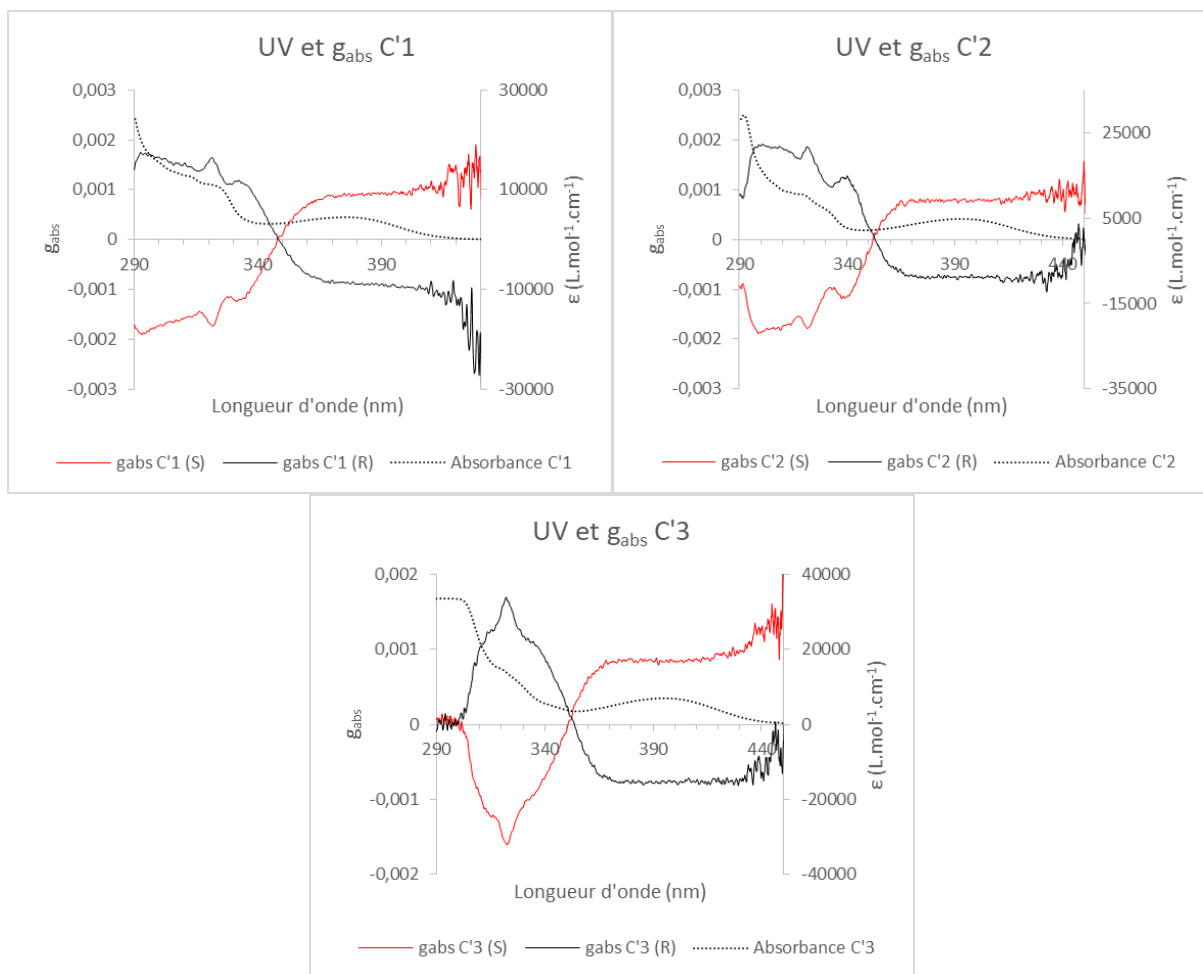 UV et gabs C'1
0,003
0,002
0,001
0
-0,001
-0,002
-0,003
gabs
290
340
390
30000
10000
-10000
-30000
ε (L.mol-1.cm-1)
Longueur d'onde (nm)
gabs C'1 (S)
gabs C'1 (R)
Absorbance C'1
UV et gabs C'2
0,003
0,002
0,001
0
-0,001
-0,002
-0,003
gabs
290
340
390
440
25000
5000
-15000
-35000
ε (L.mol-1.cm-1)
Longueur d'onde (nm)
gabs C'2 (S)
gabs C'2 (R)
Absorbance C'2
UV et gabs C'3
0,002
0,001
0
-0,001
-0,002
gabs
290
340
390
440
40000
20000
0
-20000
-40000
ε (L.mol-1.cm-1)
Longueur d'onde (nm)
gabs C'3 (S)
gabs C'3 (R)
Absorbance C'3